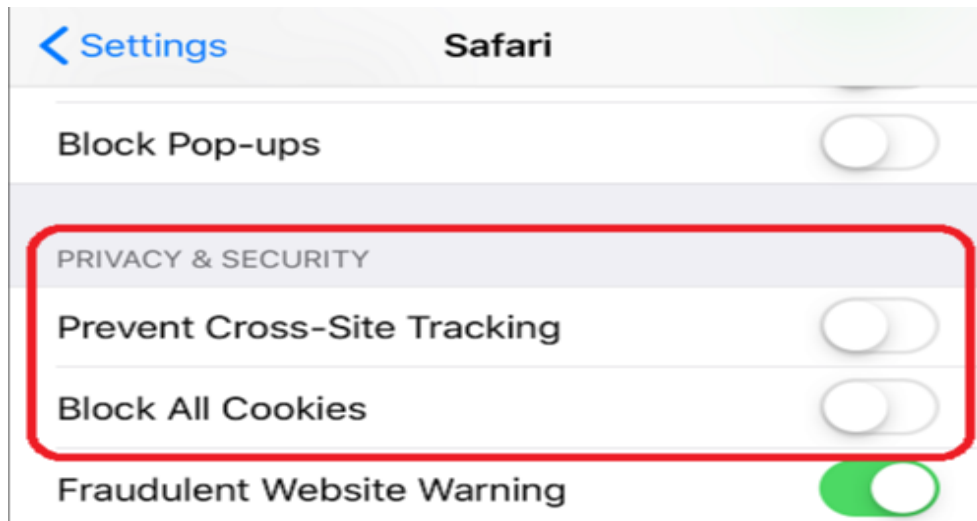 Settings
Safari
Block Pop-ups
PRIVACY & SECURITY
Prevent Cross-Site Tracking
Block All Cookies
Fraudulent Website Warning